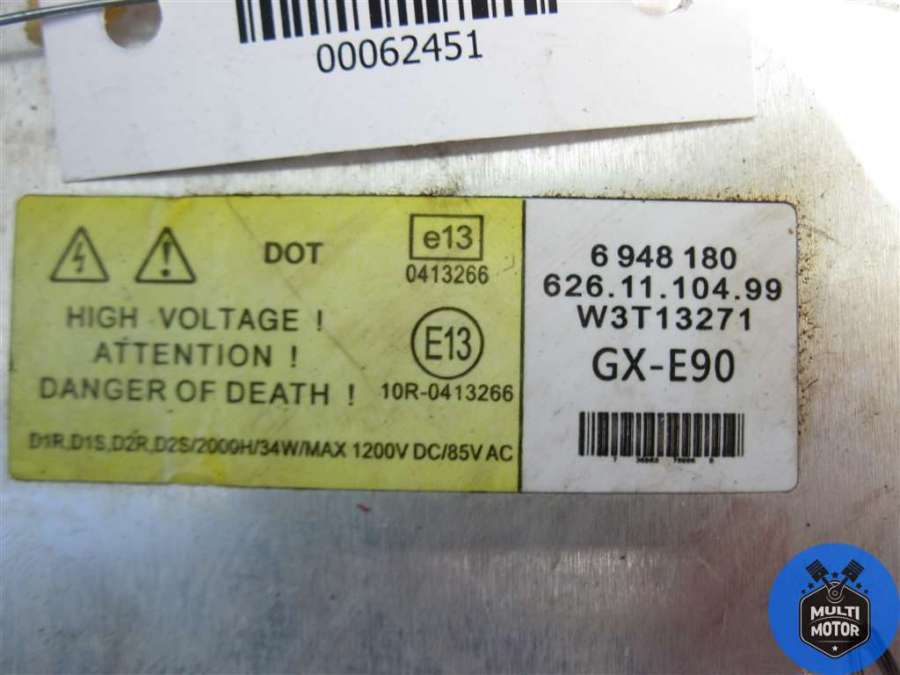 00062451
DOT
e13
0413266
HIGH VOLTAGE !
ATTENTION !
DANGER OF DEATH !
E13
10R-0413266
D1R,D1S,D2R,D2S/2000H/34W/MAX 1200V DC/85V AC
6 948 180
626.11.104.99
W3T13271
GX-E90
MULTI
MOTOR